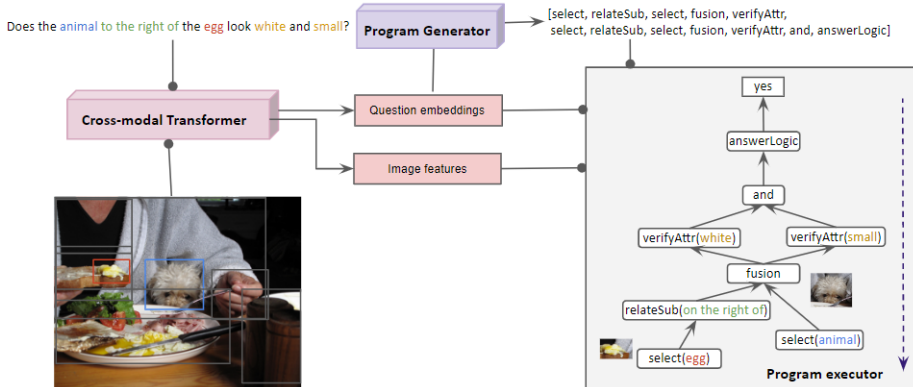 Does the animal to the right of the egg look white and small?
Program Generator
[select, relateSub, select, fusion, verifyAttr,
select, relateSub, select, fusion, verifyAttr, and, answerLogic]
Cross-modal Transformer
Question embeddings
Image features
yes
answerLogic
and
verifyAttr(white)
verifyAttr(small)
fusion
relateSub(on the right of)
select(egg)
select(animal)
Program executor